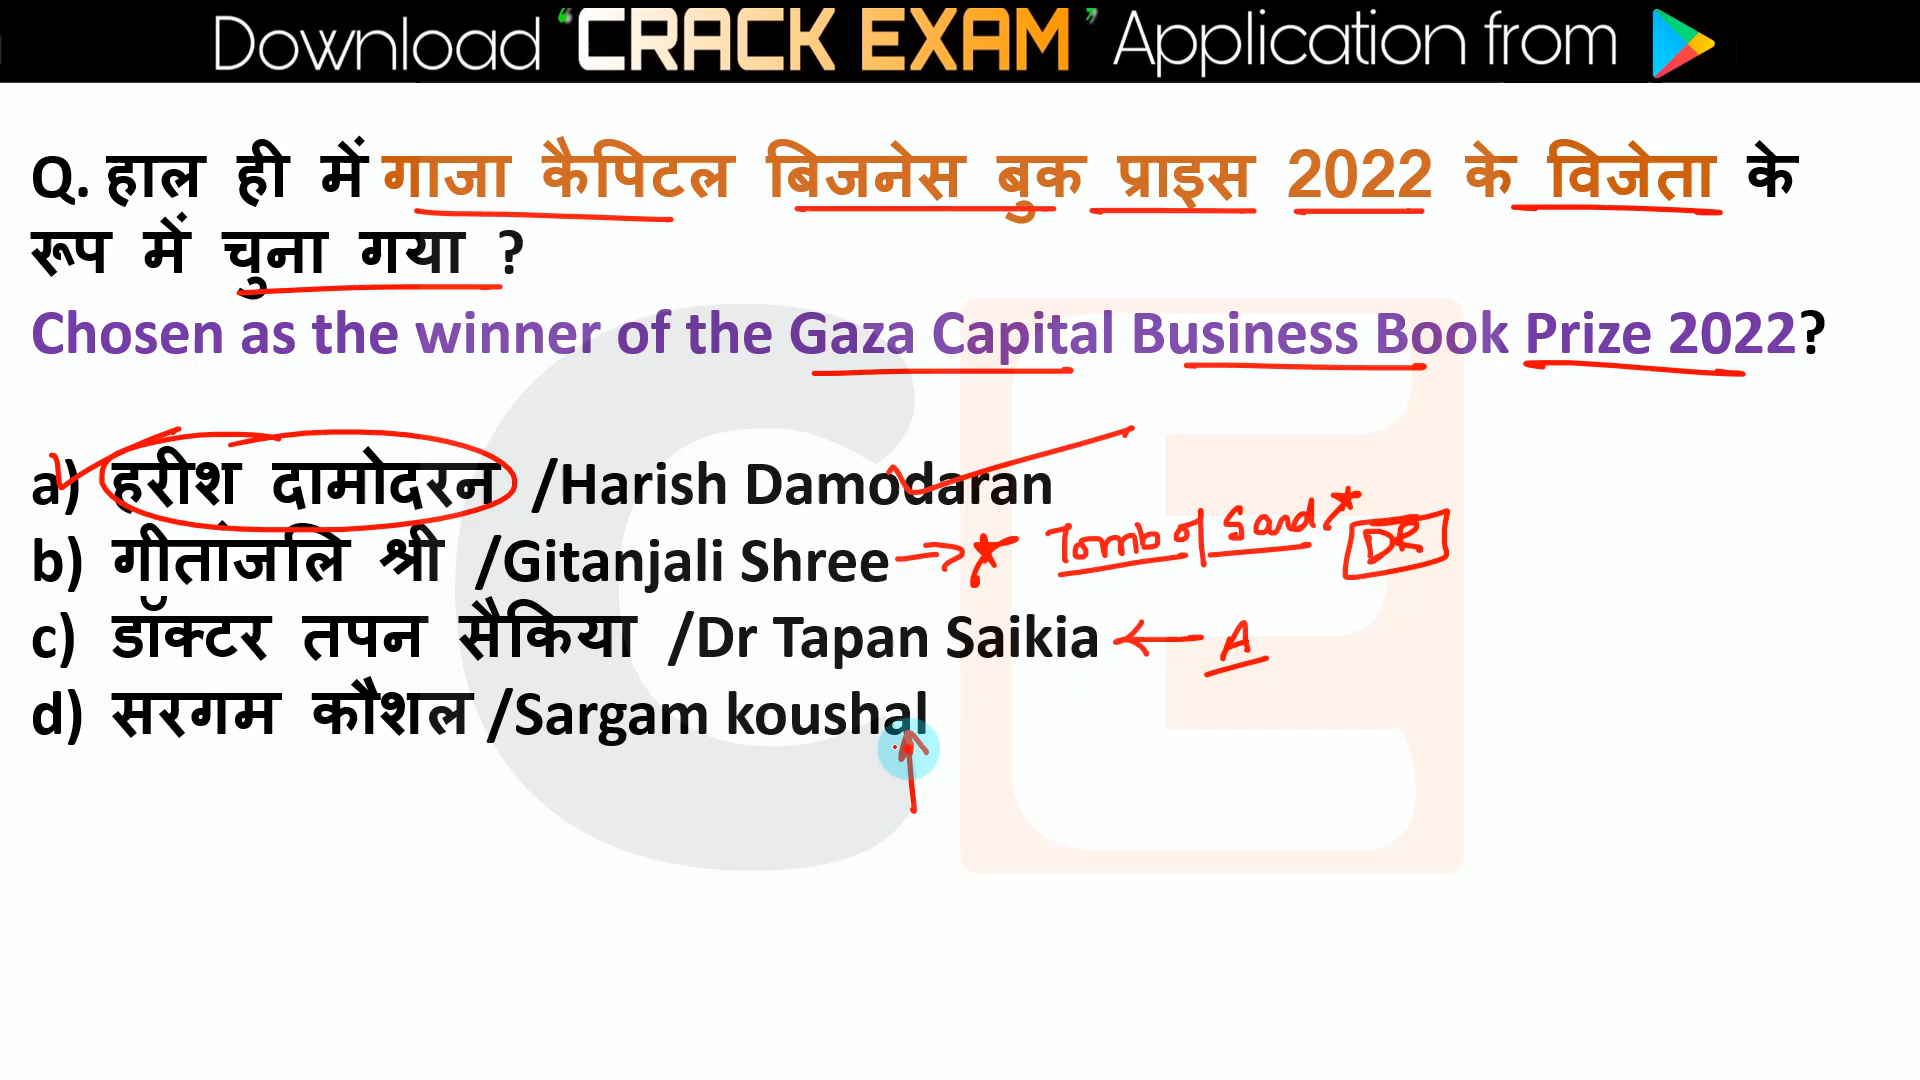 Download ‘CRACK EXAM’ Application from
Q. हाल ही में गाजा कैपिटल बिजनेस बुक प्राइस 2022 के विजेता के
रूप में चुना गया ?
Chosen as the winner of the Gaza Capital Business Book Prize 2022?
a) हरीश दामोदरन /Harish Damodaran
b) गीतांजलि श्री /Gitanjali Shree → Tomb of Sand
c) डॉक्टर तपन सैकिया /Dr Tapan Saikia ← A
d) सरगम कौशल /Sargam koushal